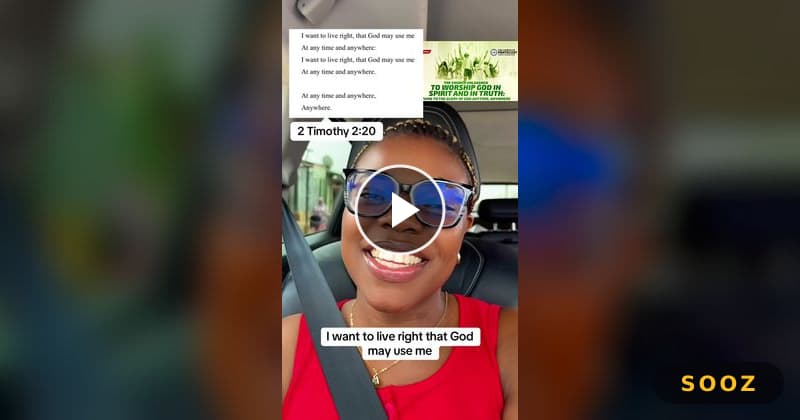 I want to live right, that God may use me
At any time and anywhere:
I want to live right, that God may use me
At any time and anywhere.
At any time and anywhere,
Anywhere.
TO WORSHIP GOD IN
SPIRIT AND IN TRUTH:
2 Timothy 2:20
I want to live right that God
may use me
SOOZ